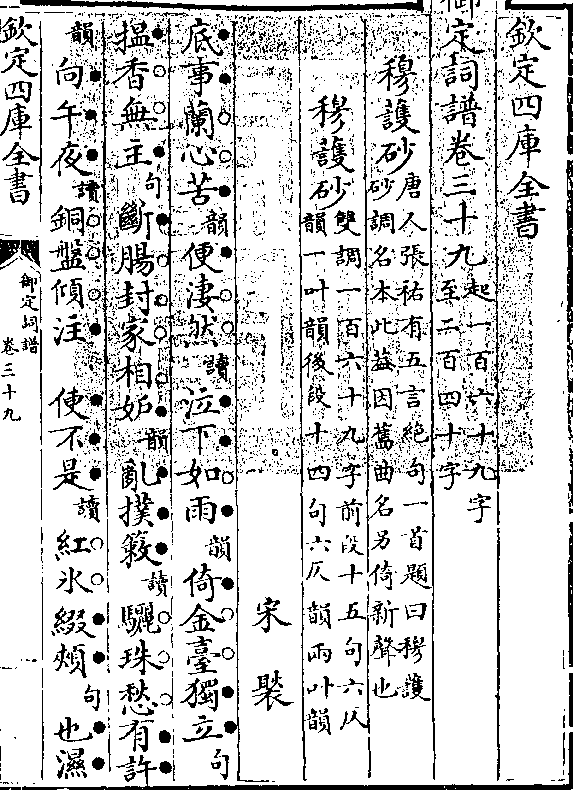 欽定四庫全書
御定詞譜卷三十九起一百六十九字至二百四十字
穆護砂唐人張祜有五言絶句一首題曰穆護砂調名本此葢因舊曲名另倚新聲也
穆護砂雙調一百六十九字前段十五句六仄韻一叶韻後段十四句六仄韻兩叶韻
宋褧
底事蘭心苦韻便淒然讀泣下如雨韻倚金臺獨立句
揾香無主句斷腸封家相妒韻亂撲簌讀驪珠愁有許
韻向午夜讀銅盤傾注韻便不是讀紅氷綴頰句也濕
欽定四庫全書
御定詞譜
卷三十九